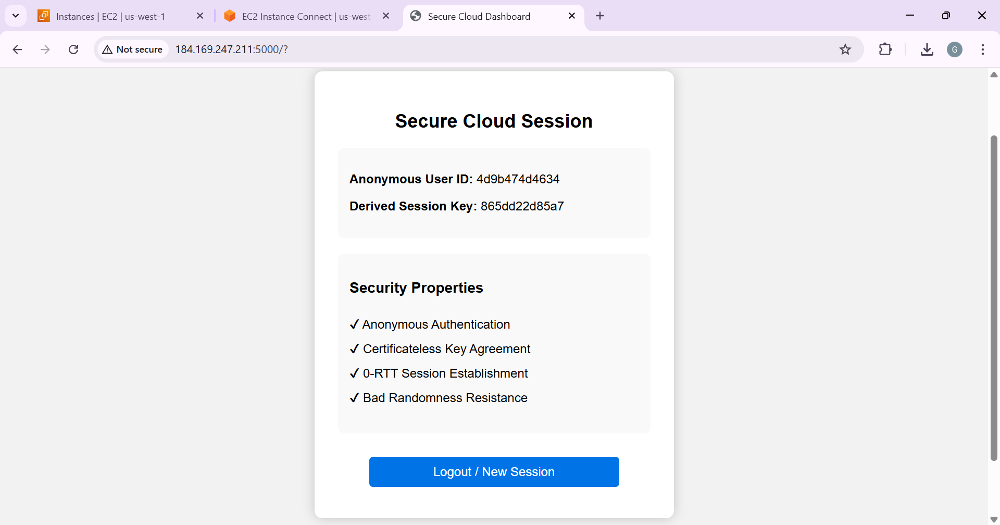 Instances | EC2 | us-west-1
EC2 Instance Connect | us-west-
Secure Cloud Dashboard
Not secure
184.169.247.211:5000/?
G
Secure Cloud Session
Anonymous User ID: 4d9b474d4634
Derived Session Key: 865dd22d85a7
Security Properties
✓ Anonymous Authentication
✓ Certificateless Key Agreement
✓ 0-RTT Session Establishment
✓ Bad Randomness Resistance
Logout / New Session